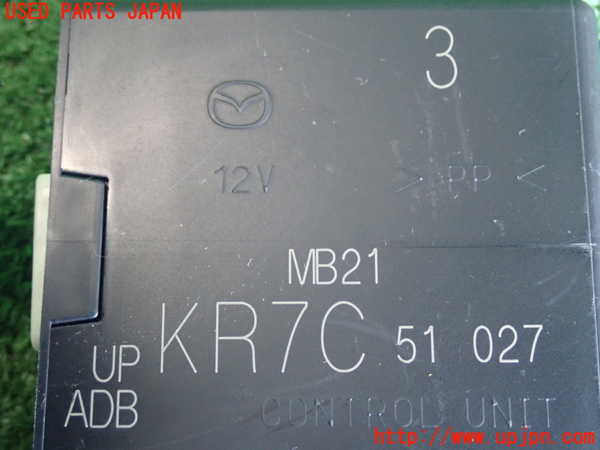 USED PARTS JAPAN
3
12V >PP<
MB21
KR7C 51 027
UP
ADB
CONTROL UNIT
http://www.upjpn.com